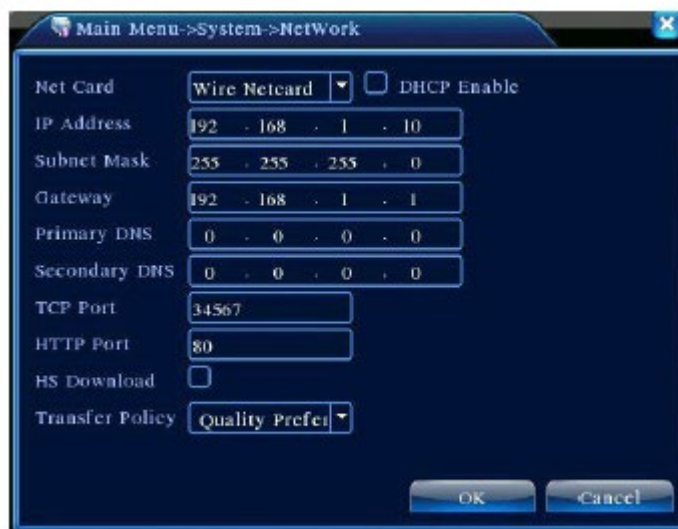 Main Menu->System->NetWork
Net Card Wire Netcard DHCP Enable
IP Address 192 . 168 . 1 . 10
Subnet Mask 255 . 255 . 255 . 0
Gateway 192 . 168 . 1 . 1
Primary DNS 0 . 0 . 0 . 0
Secondary DNS 0 . 0 . 0 . 0
TCP Port 34567
HTTP Port 80
HS Download
Transfer Policy Quality Prefer
OK Cancel